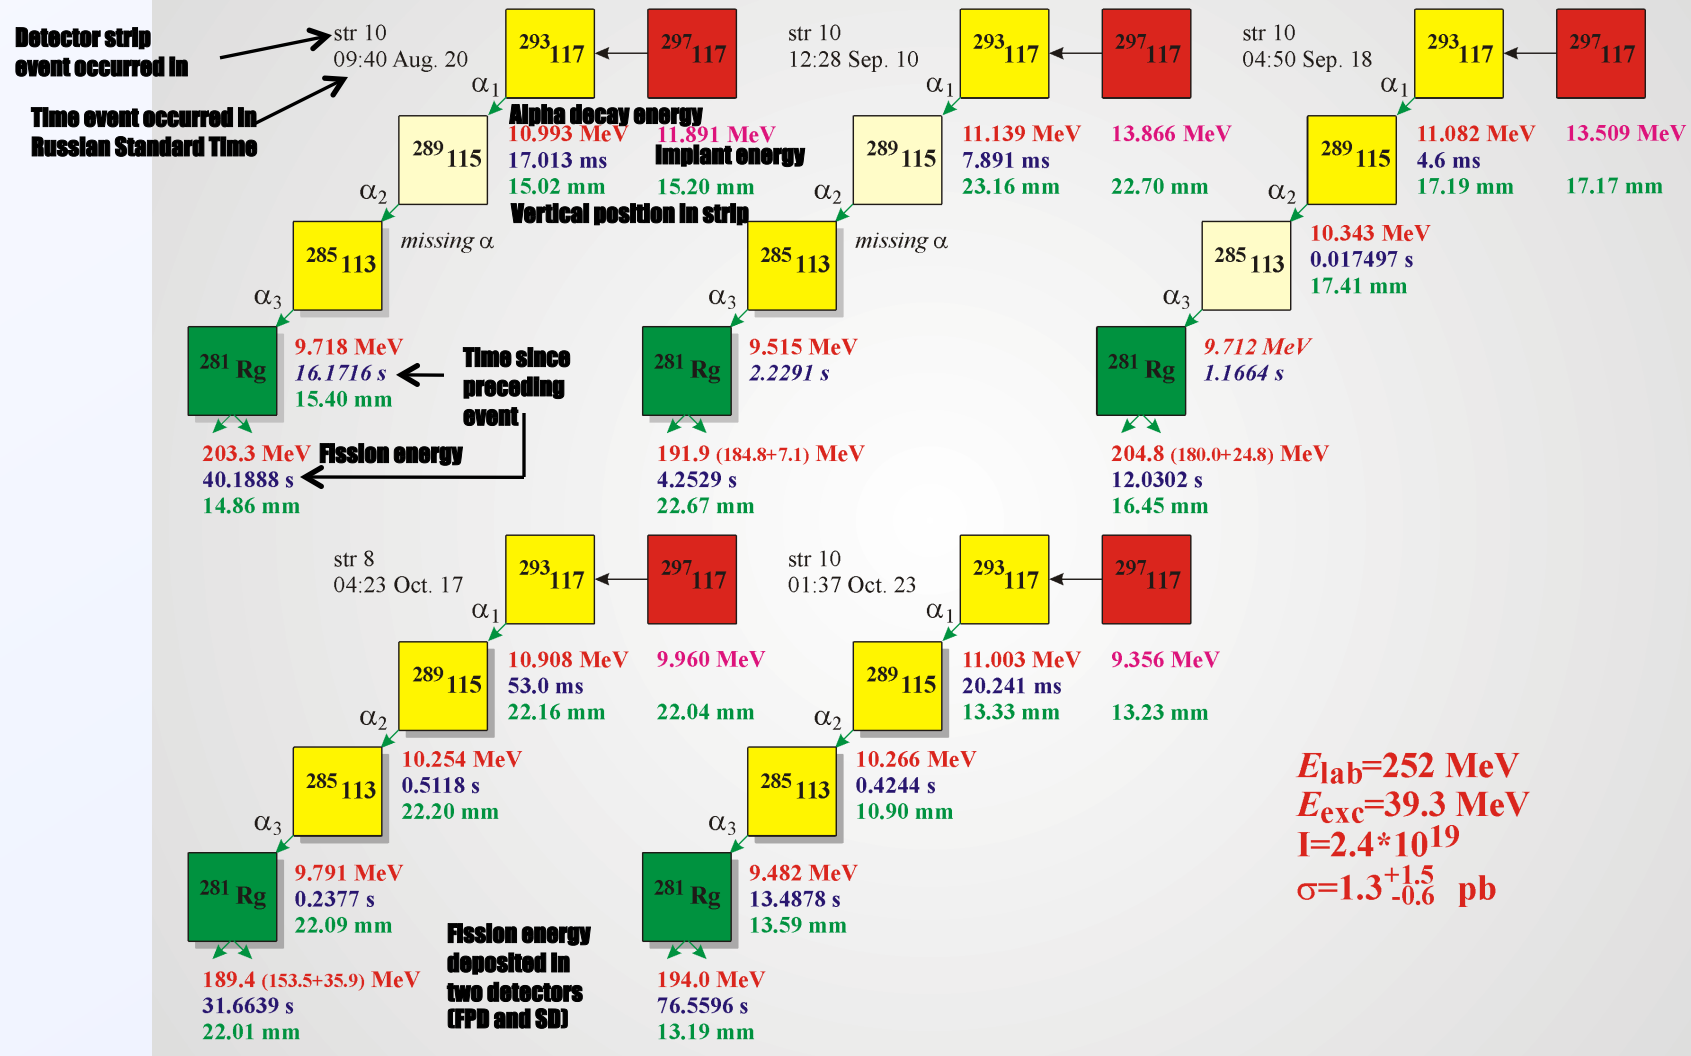 Detector strip
event occurred in
Time event occurred in
Russian Standard Time
str 10
09:40 Aug. 20
293 117
297 117
α1
Alpha decay energy
289 115
10.993 MeV
11.891 MeV
17.013 ms
Implant energy
15.02 mm
15.20 mm
α2
Vertical position in strip
missing α
285 113
α3
281 Rg
9.718 MeV
16.1716 s
15.40 mm
Time since
preceding
event
203.3 MeV
Fission energy
40.1888 s
14.86 mm
str 10
12:28 Sep. 10
293 117
297 117
α1
289 115
11.139 MeV
13.866 MeV
7.891 ms
23.16 mm
22.70 mm
α2
missing α
285 113
α3
281 Rg
9.515 MeV
2.2291 s
191.9 (184.8+7.1) MeV
4.2529 s
22.67 mm
str 10
04:50 Sep. 18
293 117
297 117
α1
289 115
11.082 MeV
13.509 MeV
4.6 ms
17.19 mm
17.17 mm
α2
285 113
10.343 MeV
0.017497 s
17.41 mm
α3
281 Rg
9.712 MeV
1.1664 s
204.8 (180.0+24.8) MeV
12.0302 s
16.45 mm
str 8
04:23 Oct. 17
293 117
297 117
α1
289 115
10.908 MeV
9.960 MeV
53.0 ms
22.16 mm
22.04 mm
α2
285 113
10.254 MeV
0.5118 s
22.20 mm
α3
281 Rg
9.791 MeV
0.2377 s
22.09 mm
189.4 (153.5+35.9) MeV
31.6639 s
22.01 mm
Fission energy
deposited in
two detectors
(FPD and SD)
str 10
01:37 Oct. 23
293 117
297 117
α1
289 115
11.003 MeV
9.356 MeV
20.241 ms
13.33 mm
13.23 mm
α2
285 113
10.266 MeV
0.4244 s
10.90 mm
α3
281 Rg
9.482 MeV
13.4878 s
13.59 mm
194.0 MeV
76.5596 s
13.19 mm
Elab=252 MeV
Eexc=39.3 MeV
I=2.4*10^19
σ=1.3 +1.5 -0.6 pb